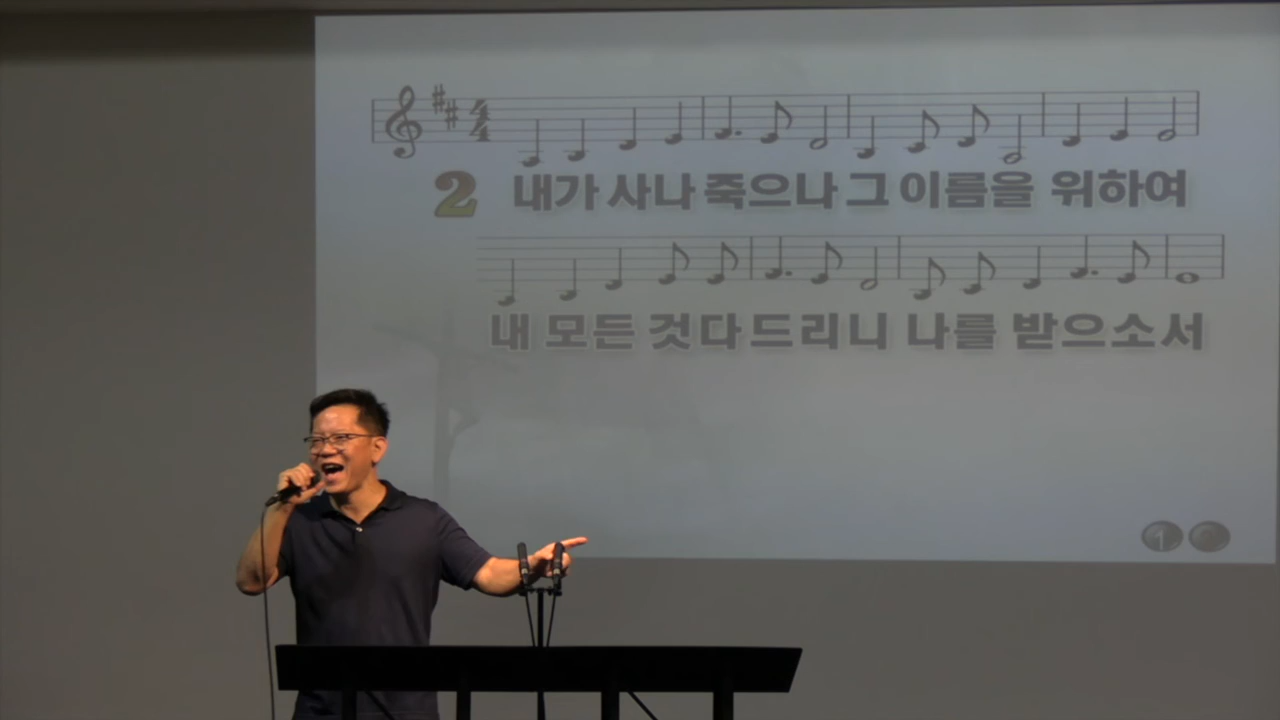 2 내가 사나 죽으나 그 이름을 위하여
내 모든 것 다 드리니 나를 받으소서
1